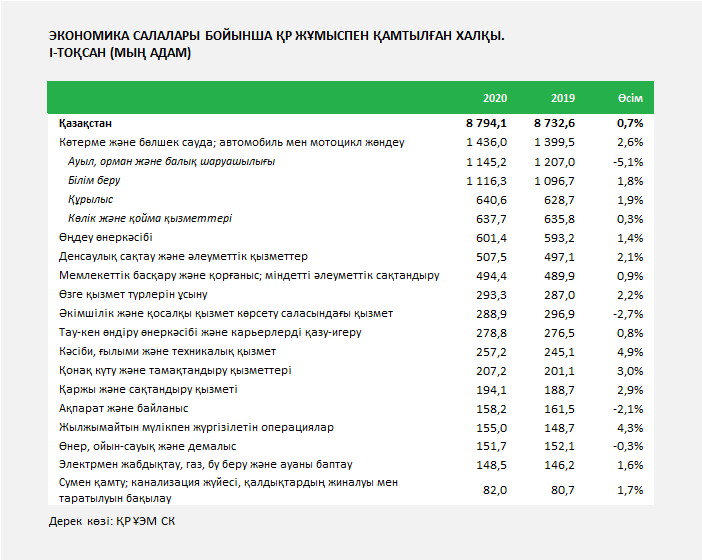 ЭКОНОМИКА САЛАЛАРЫ БОЙЫНША ҚР ЖҰМЫСПЕН ҚАМТЫЛҒАН ХАЛҚЫ.
I-ТОҚСАН (МЫҢ АДАМ)
2020 2019 Өсім
Қазақстан 8 794,1 8 732,6 0,7%
Көтерме және бөлшек сауда; автомобиль мен мотоцикл жөндеу 1 436,0 1 399,5 2,6%
Ауыл, орман және балық шаруашылығы 1 145,2 1 207,0 -5,1%
Білім беру 1 116,3 1 096,7 1,8%
Құрылыс 640,6 628,7 1,9%
Көлік және қойма қызметтері 637,7 635,8 0,3%
Өңдеу өнеркәсібі 601,4 593,2 1,4%
Денсаулық сақтау және әлеуметтік қызметтер 507,5 497,1 2,1%
Мемлекеттік басқару және қорғаныс; міндетті әлеуметтік сақтандыру 494,4 489,9 0,9%
Өзге қызмет түрлерін ұсыну 293,3 287,0 2,2%
Әкімшілік және қосалқы қызмет көрсету саласындағы қызмет 288,9 296,9 -2,7%
Тау-кен өндіру өнеркәсібі және карьерлерді қазу-игеру 278,8 276,5 0,8%
Кәсіби, ғылыми және техникалық қызмет 257,2 245,1 4,9%
Қонақ күту және тамақтандыру қызметтері 207,2 201,1 3,0%
Қаржы және сақтандыру қызметі 194,1 188,7 2,9%
Ақпарат және байланыс 158,2 161,5 -2,1%
Жылжымайтын мүлікпен жүргізілетін операциялар 155,0 148,7 4,3%
Өнер, ойын-сауық және демалыс 151,7 152,1 -0,3%
Электрмен жабдықтау, газ, бу беру және ауаны баптау 148,5 146,2 1,6%
Сумен қамту; канализация жүйесі, қалдықтардың жиналуы мен
таратылуын бақылау 82,0 80,7 1,7%
Дерек көзі: ҚР ҰЭМ СК